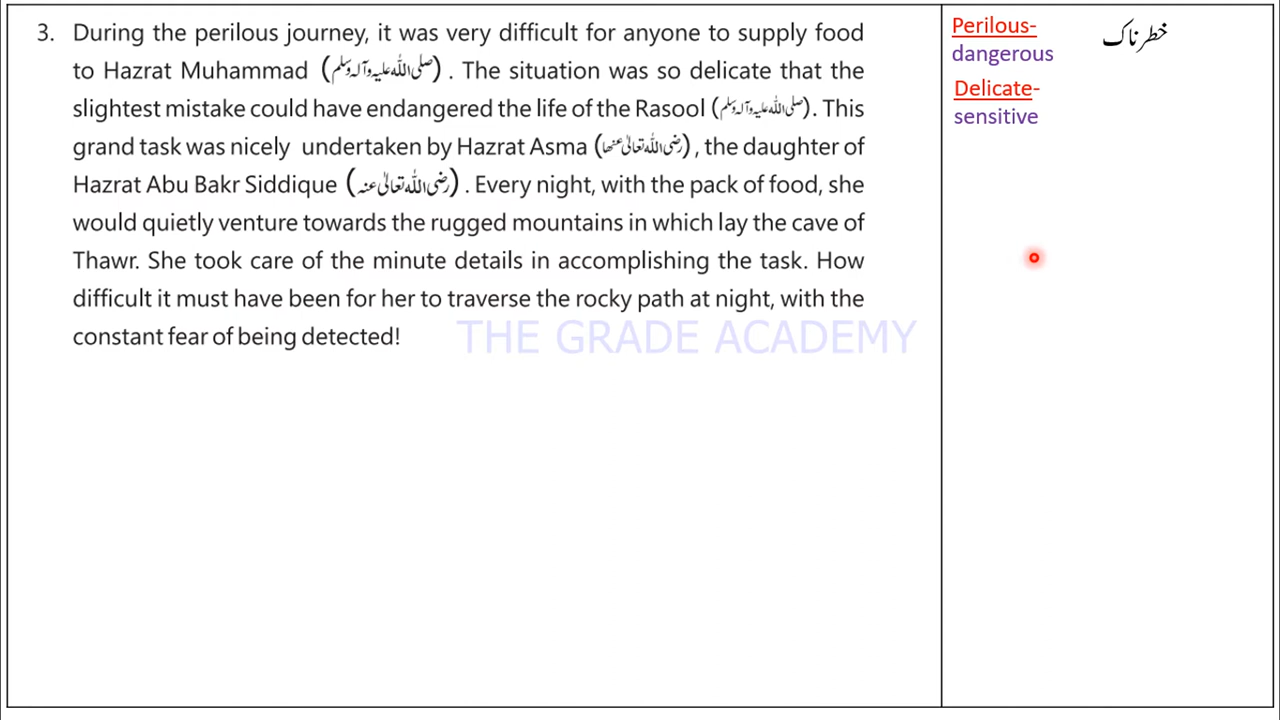 3. During the perilous journey, it was very difficult for anyone to supply food
to Hazrat Muhammad (صلی اللہ علیہ وآلہ وسلم) . The situation was so delicate that the
slightest mistake could have endangered the life of the Rasool (صلی اللہ علیہ وآلہ وسلم). This
grand task was nicely undertaken by Hazrat Asma (رضی اللہ تعالیٰ عنھا), the daughter of
Hazrat Abu Bakr Siddique (رضی اللہ تعالیٰ عنہ) . Every night, with the pack of food, she
would quietly venture towards the rugged mountains in which lay the cave of
Thawr. She took care of the minute details in accomplishing the task. How
difficult it must have been for her to traverse the rocky path at night, with the
constant fear of being detected!
THE GRADE ACADEMY
Perilous- خطرناک
dangerous
Delicate-
sensitive